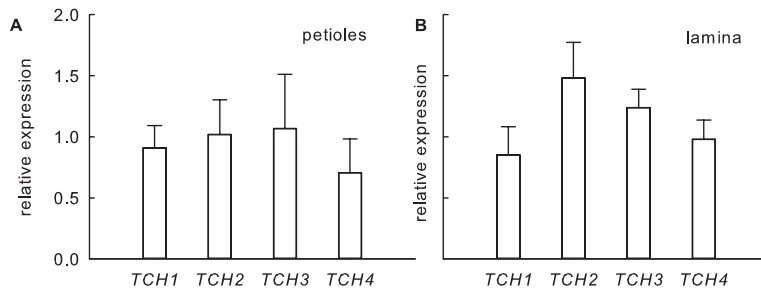 A
petioles
relative expression
2.0
1.5
1.0
0.5
0.0
TCH1 TCH2 TCH3 TCH4
B
lamina
relative expression
TCH1 TCH2 TCH3 TCH4